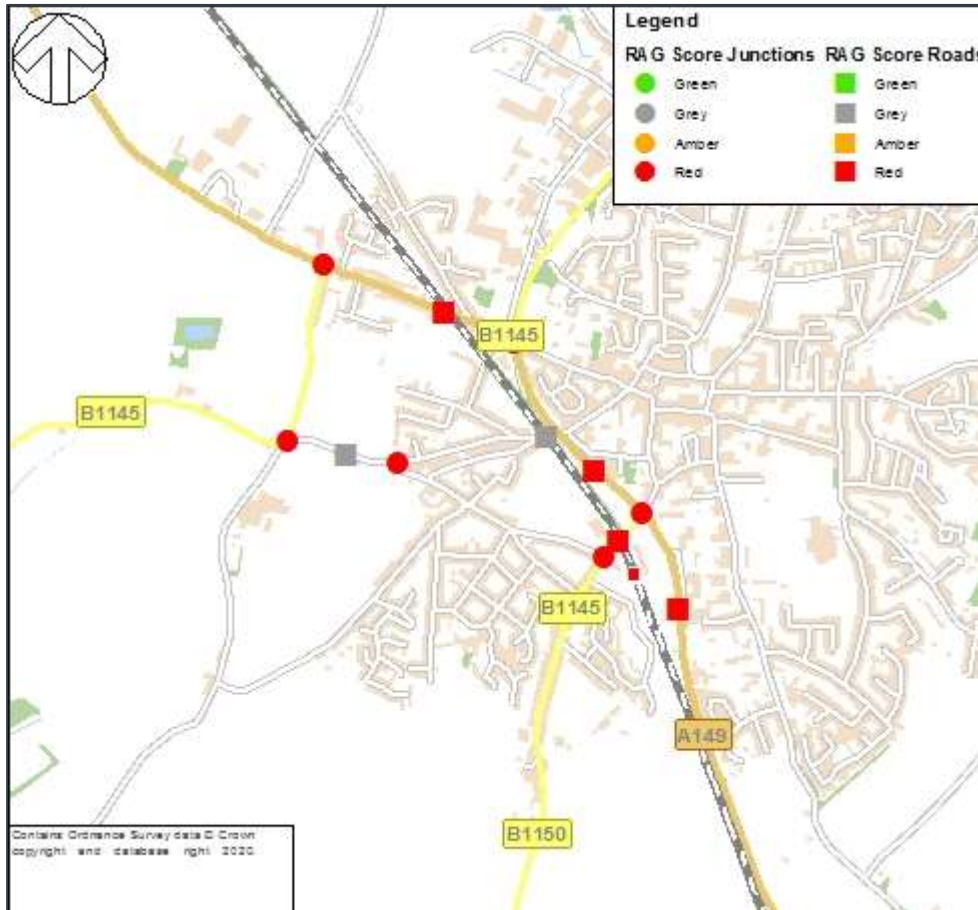 Legend
RAG Score Junctions RAG Score Roads
Green Green
Grey Grey
Amber Amber
Red Red
B1145
B1145
B1145
A149
B1150
Contains Ordnance Survey data © Crown
copyright and database right 2020